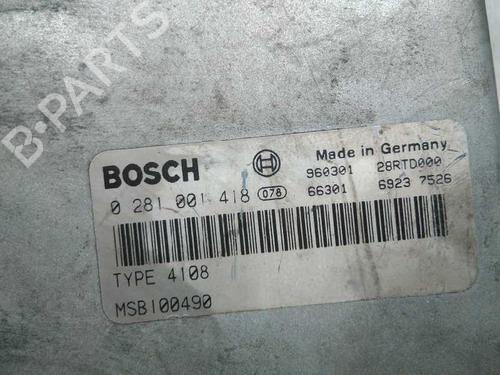 B-PARTS
BOSCH
Made in Germany
960301 28RTD000
0 281 001 418 078 66301 6923 7526
TYPE 4108
MSB100490